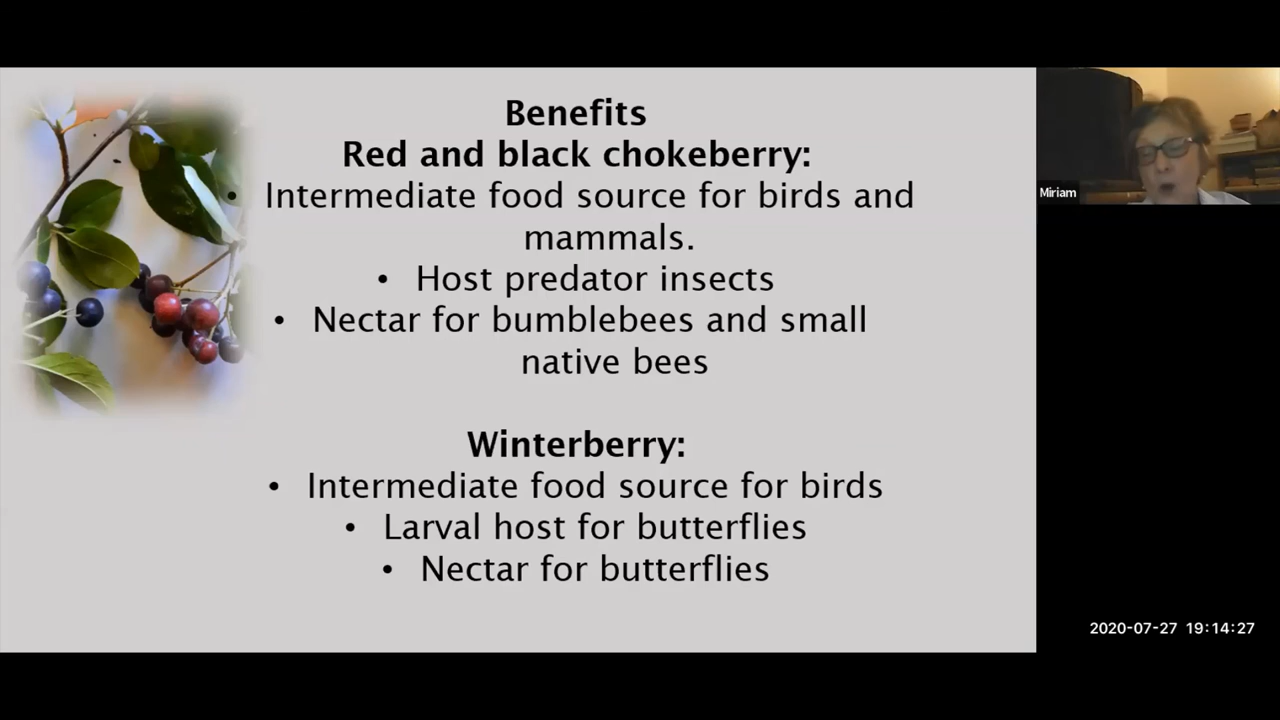 Benefits
Red and black chokeberry:
• Intermediate food source for birds and
mammals.
• Host predator insects
• Nectar for bumblebees and small
native bees
Winterberry:
• Intermediate food source for birds
• Larval host for butterflies
• Nectar for butterflies
Miriam
2020-07-27 19:14:27